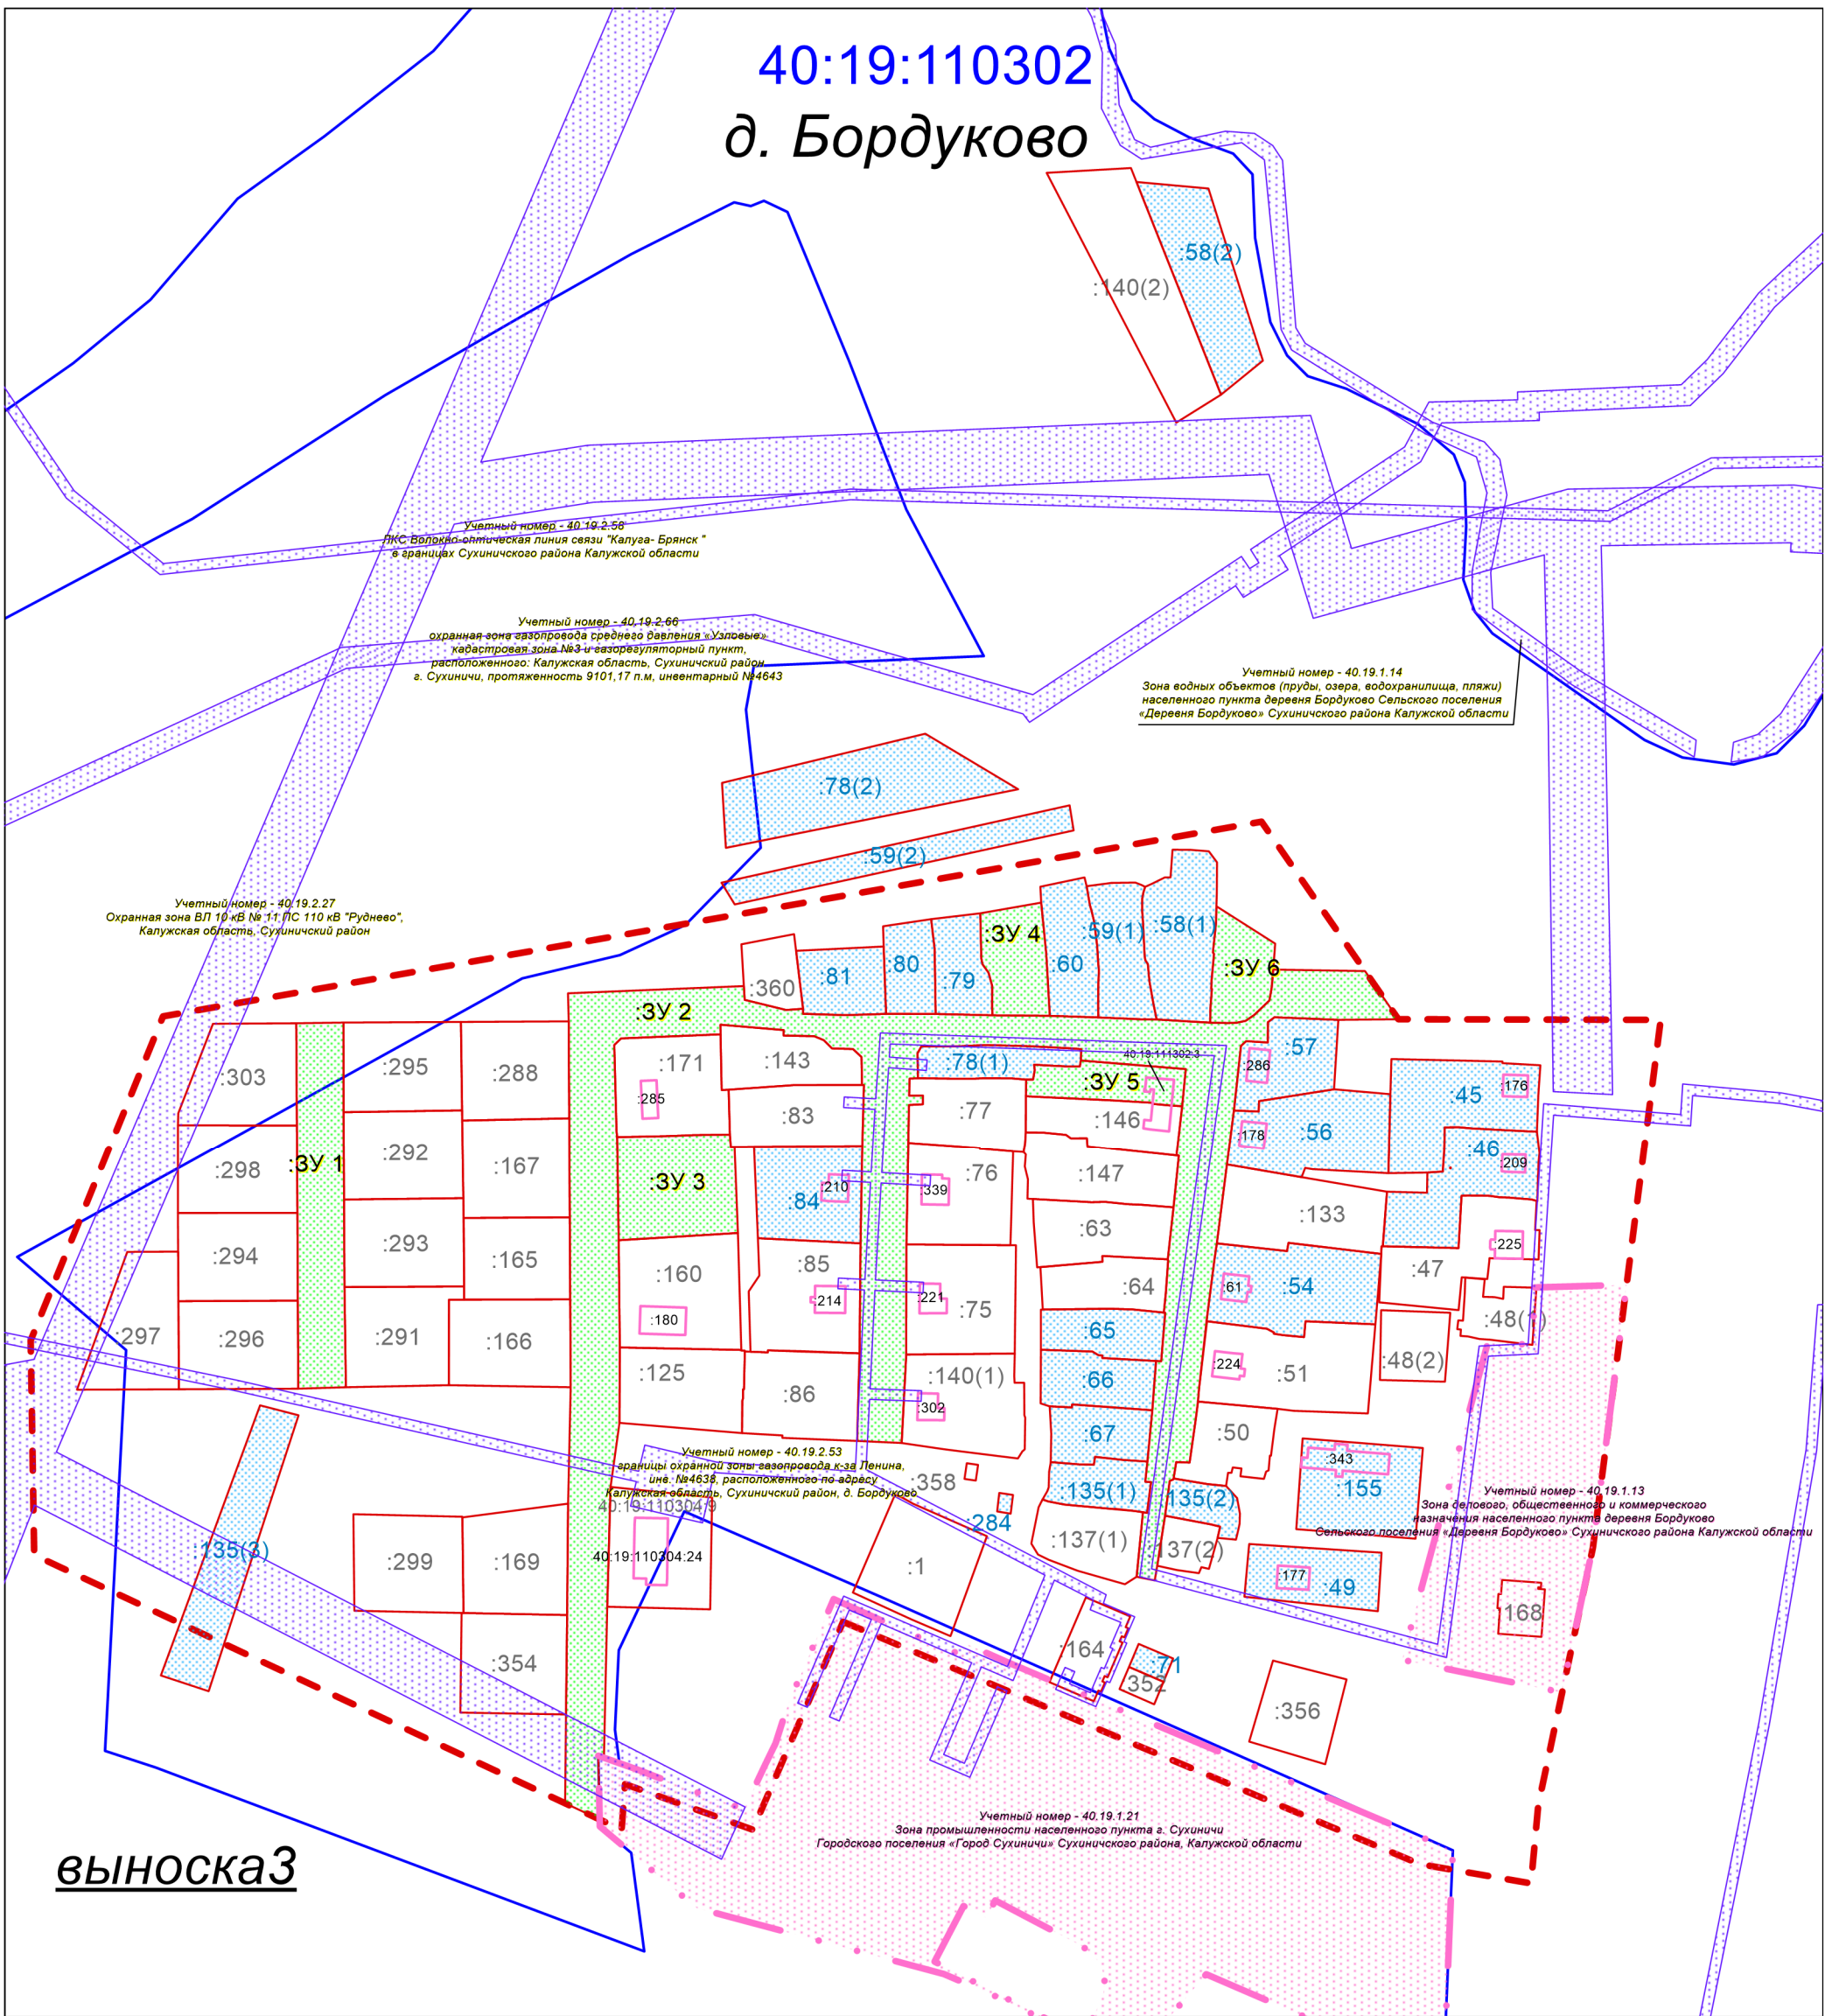 40:19:110302
д. Бордуково
:58(2)
:140(2)
Учетный номер - 40.19.2.58
ЛКС Волокно-оптическая линия связи "Калуга- Брянск "
в границах Сухиничского района Калужской области
Учетный номер - 40.19.2.66
охранная зона газопровода среднего давления «Узловые»
кадастровая зона №3 и газорегуляторный пункт,
расположенного: Калужская область, Сухиничский район,
г. Сухиничи, протяженность 9101,17 п.м, инвентарный №4643
Учетный номер - 40.19.1.14
Зона водных объектов (пруды, озера, водохранилища, пляжи)
населенного пункта деревня Бордуково Сельского поселения
«Деревня Бордуково» Сухиничского района Калужской области
:78(2)
:59(2)
Учетный номер - 40.19.2.27
Охранная зона ВЛ 10 кВ № 11 ПС 110 кВ "Руднево",
Калужская область, Сухиничский район
:ЗУ 4
:59(1)
:58(1)
:360
:81
:80
:79
:60
:ЗУ 6
:ЗУ 2
:303
:295
:288
:171
:143
:78(1)
40:19:111302:3
:286
:57
:285
:83
:77
:ЗУ 5
:146
:45
:176
:298
:ЗУ 1
:292
:167
:ЗУ 3
:84
:210
:339
:76
:147
:178
:56
:46
:209
:294
:293
:165
:160
:85
:63
:133
:225
:47
:297
:296
:291
:166
:180
:214
:221
:75
:64
:65
:61
:54
:48(1)
:125
:86
:140(1)
:302
:66
:224
:51
:48(2)
:67
:50
Учетный номер - 40.19.2.53
границы охранной зоны газопровода к-за Ленина,
инв. №4638, расположенного по адресу
Калужская область, Сухиничский район, д. Бордуково
:358
40:19:110304:9
:284
:135(1)
135(2)
:343
:155
Учетный номер - 40.19.1.13
Зона делового, общественного и коммерческого
назначения населенного пункта деревня Бордуково
Сельского поселения «Деревня Бордуково» Сухиничского района Калужской области
:135(3)
:299
:169
40:19:110304:24
:1
:137(1)
137(2)
:177
:49
168
:354
:164
:71
352
:356
Учетный номер - 40.19.1.21
Зона промышленности населенного пункта г. Сухиничи
Городского поселения «Город Сухиничи» Сухиничского района, Калужской области
выноска3